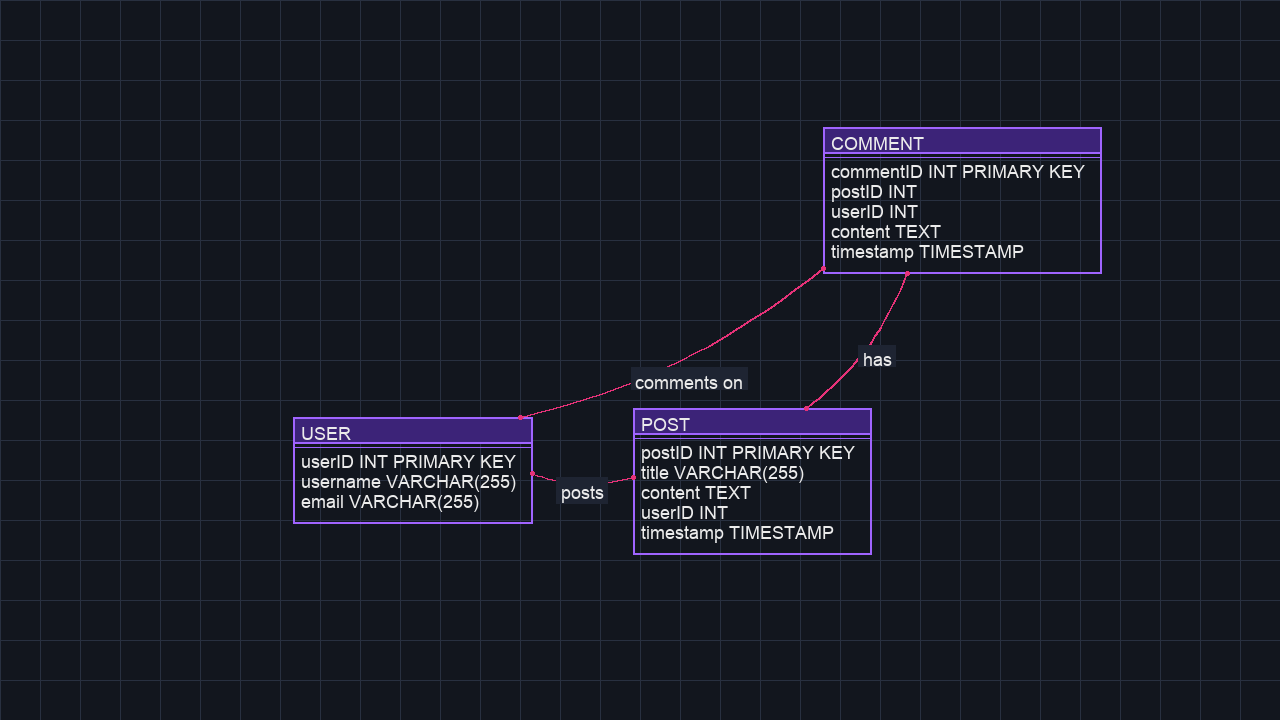 COMMENT
commentID INT PRIMARY KEY
postID INT
userID INT
content TEXT
timestamp TIMESTAMP
has
comments on
USER
userID INT PRIMARY KEY
username VARCHAR(255)
email VARCHAR(255)
posts
POST
postID INT PRIMARY KEY
title VARCHAR(255)
content TEXT
userID INT
timestamp TIMESTAMP